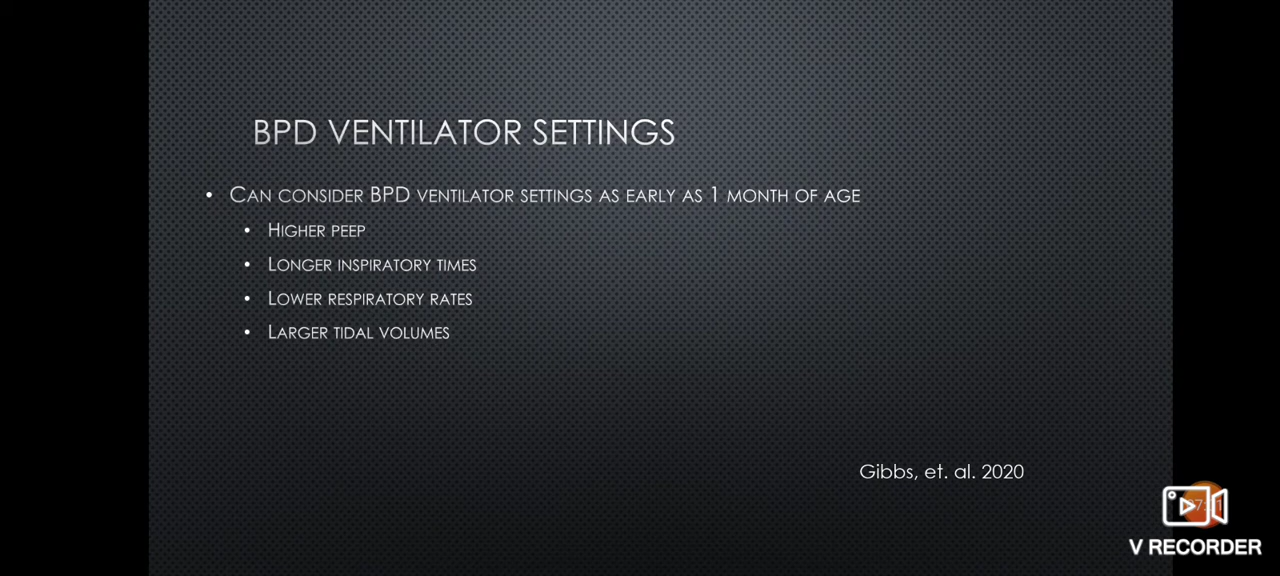 BPD VENTILATOR SETTINGS
• CAN CONSIDER BPD VENTILATOR SETTINGS AS EARLY AS 1 MONTH OF AGE
• HIGHER PEEP
• LONGER INSPIRATORY TIMES
• LOWER RESPIRATORY RATES
• LARGER TIDAL VOLUMES
Gibbs, et. al. 2020
V RECORDER